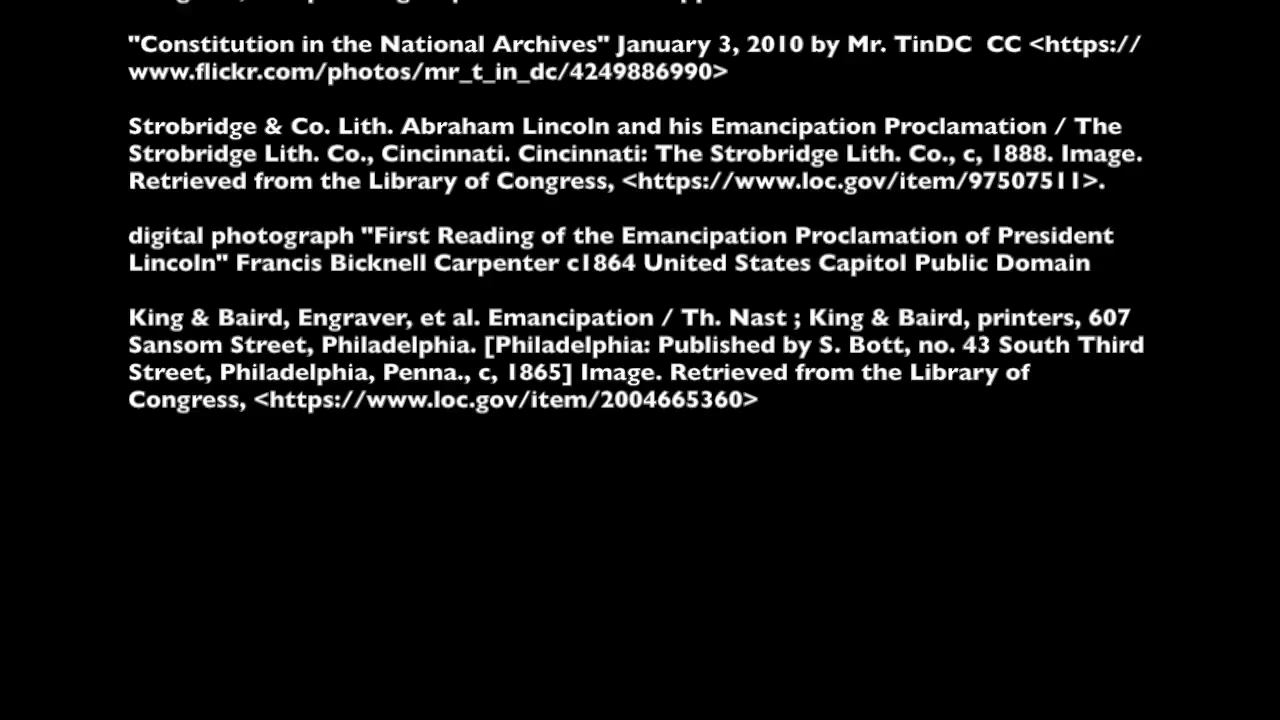 "Constitution in the National Archives" January 3, 2010 by Mr. TinDC  CC <https://
www.flickr.com/photos/mr_t_in_dc/4249886990>
Strobridge & Co. Lith. Abraham Lincoln and his Emancipation Proclamation / The
Strobridge Lith. Co., Cincinnati. Cincinnati: The Strobridge Lith. Co., c, 1888. Image.
Retrieved from the Library of Congress, <https://www.loc.gov/item/97507511>.
digital photograph "First Reading of the Emancipation Proclamation of President
Lincoln" Francis Bicknell Carpenter c1864 United States Capitol Public Domain
King & Baird, Engraver, et al. Emancipation / Th. Nast ; King & Baird, printers, 607
Sansom Street, Philadelphia. [Philadelphia: Published by S. Bott, no. 43 South Third
Street, Philadelphia, Penna., c, 1865] Image. Retrieved from the Library of
Congress, <https://www.loc.gov/item/2004665360>